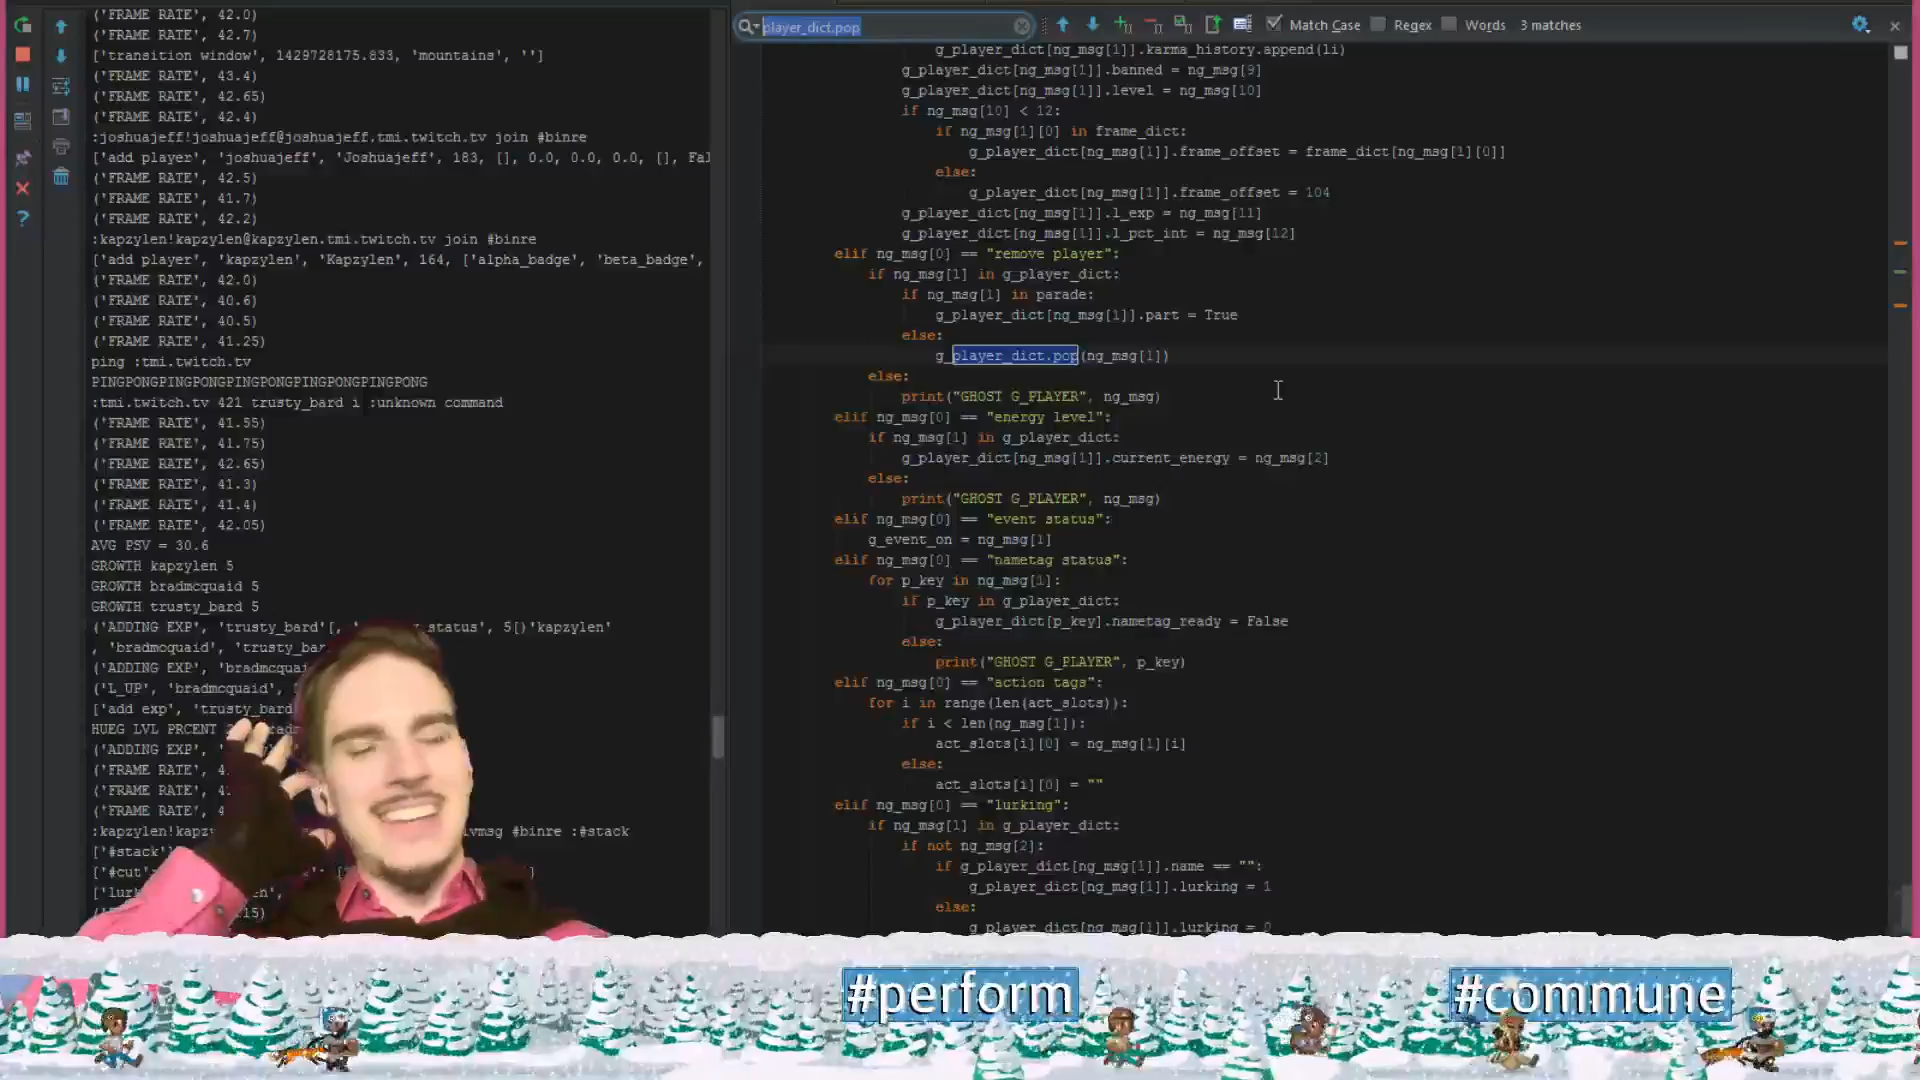 ('FRAME RATE', 42.0)
('FRAME RATE', 42.7)
['transition window', 1429728175.833, 'mountains', '']
('FRAME RATE', 43.4)
('FRAME RATE', 42.65)
('FRAME RATE', 42.4)
:joshuajeff!joshuajeff@joshuajeff.tmi.twitch.tv join #binre
['add player', 'joshuajeff', 'Joshuajeff', 183, [], 0.0, 0.0, 0.0, [], Fal
('FRAME RATE', 42.5)
('FRAME RATE', 41.7)
('FRAME RATE', 42.2)
:kapzylen!kapzylen@kapzylen.tmi.twitch.tv join #binre
['add player', 'kapzylen', 'Kapzylen', 164, ['alpha_badge', 'beta_badge',
('FRAME RATE', 42.0)
('FRAME RATE', 40.6)
('FRAME RATE', 40.5)
('FRAME RATE', 41.25)
ping :tmi.twitch.tv
PINGPONGPINGPONGPINGPONGPINGPONGPINGPONG
:tmi.twitch.tv 421 trusty_bard i :unknown command
('FRAME RATE', 41.55)
('FRAME RATE', 41.75)
('FRAME RATE', 42.65)
('FRAME RATE', 41.3)
('FRAME RATE', 41.4)
('FRAME RATE', 42.05)
AVG PSV = 30.6
GROWTH kapzylen 5
GROWTH bradmcquaid 5
GROWTH trusty_bard 5
('ADDING EXP', 'trusty_bard'[, status', 5[)'kapzylen'
, 'bradmcquaid', 'trusty_bar
('ADDING EXP', 'bradmcquai
('L_UP', 'bradmcquaid',
['add exp', 'trusty_bard
HUEG LVL PRCENT
('ADDING EXP',
('FRAME RATE', 4
('FRAME RATE', 4
('FRAME RATE', 4
:kapzylen!kapz vmsg #binre :#stack
['#stack'
['#cut'
['lurk
15)
player_dict.pop
Match Case
Regex
Words
3 matches
g_player_dict[ng_msg[1]].karma_history.append(li)
g_player_dict[ng_msg[1]].banned = ng_msg[9]
g_player_dict[ng_msg[1]].level = ng_msg[10]
if ng_msg[10] < 12:
if ng_msg[1][0] in frame_dict:
g_player_dict[ng_msg[1]].frame_offset = frame_dict[ng_msg[1][0]]
else:
g_player_dict[ng_msg[1]].frame_offset = 104
g_player_dict[ng_msg[1]].l_exp = ng_msg[11]
g_player_dict[ng_msg[1]].l_pct_int = ng_msg[12]
elif ng_msg[0] == "remove player":
if ng_msg[1] in g_player_dict:
if ng_msg[1] in parade:
g_player_dict[ng_msg[1]].part = True
else:
g_player_dict.pop(ng_msg[1])
else:
print("GHOST G_PLAYER", ng_msg)
elif ng_msg[0] == "energy level":
if ng_msg[1] in g_player_dict:
g_player_dict[ng_msg[1]].current_energy = ng_msg[2]
else:
print("GHOST G_PLAYER", ng_msg)
elif ng_msg[0] == "event status":
g_event_on = ng_msg[1]
elif ng_msg[0] == "nametag status":
for p_key in ng_msg[1]:
if p_key in g_player_dict:
g_player_dict[p_key].nametag_ready = False
else:
print("GHOST G_PLAYER", p_key)
elif ng_msg[0] == "action tags":
for i in range(len(act_slots)):
if i < len(ng_msg[1]):
act_slots[i][0] = ng_msg[1][i]
else:
act_slots[i][0] = ""
elif ng_msg[0] == "lurking":
if ng_msg[1] in g_player_dict:
if not ng_msg[2]:
if g_player_dict[ng_msg[1]].name == "":
g_player_dict[ng_msg[1]].lurking = 1
else:
g_player_dict[ng_msg[1]].lurking = 0
#perform
#commune